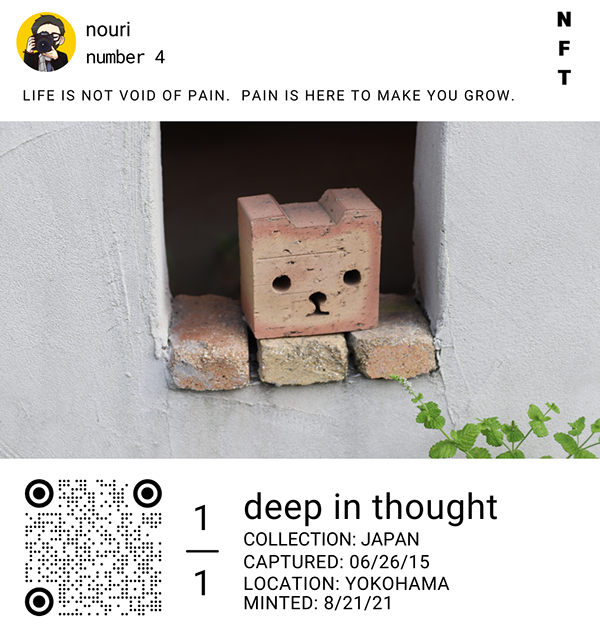 nouri
number 4
N
F
T
LIFE IS NOT VOID OF PAIN. PAIN IS HERE TO MAKE YOU GROW.
1
1
deep in thought
COLLECTION: JAPAN
CAPTURED: 06/26/15
LOCATION: YOKOHAMA
MINTED: 8/21/21